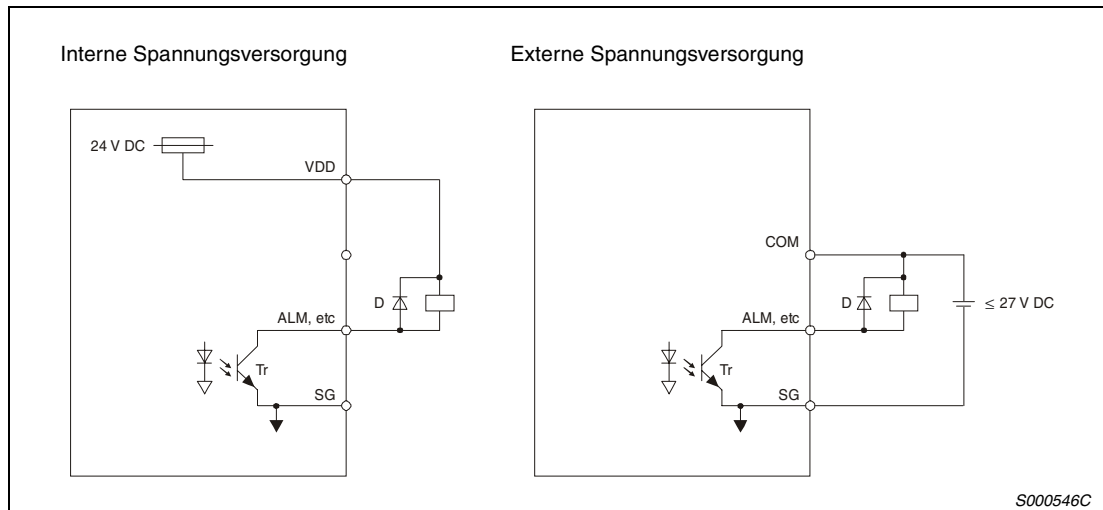 Interne Spannungsversorgung
24 V DC
VDD
D
ALM, etc
Tr
SG
Externe Spannungsversorgung
COM
D
≤ 27 V DC
ALM, etc
Tr
SG
S000546C